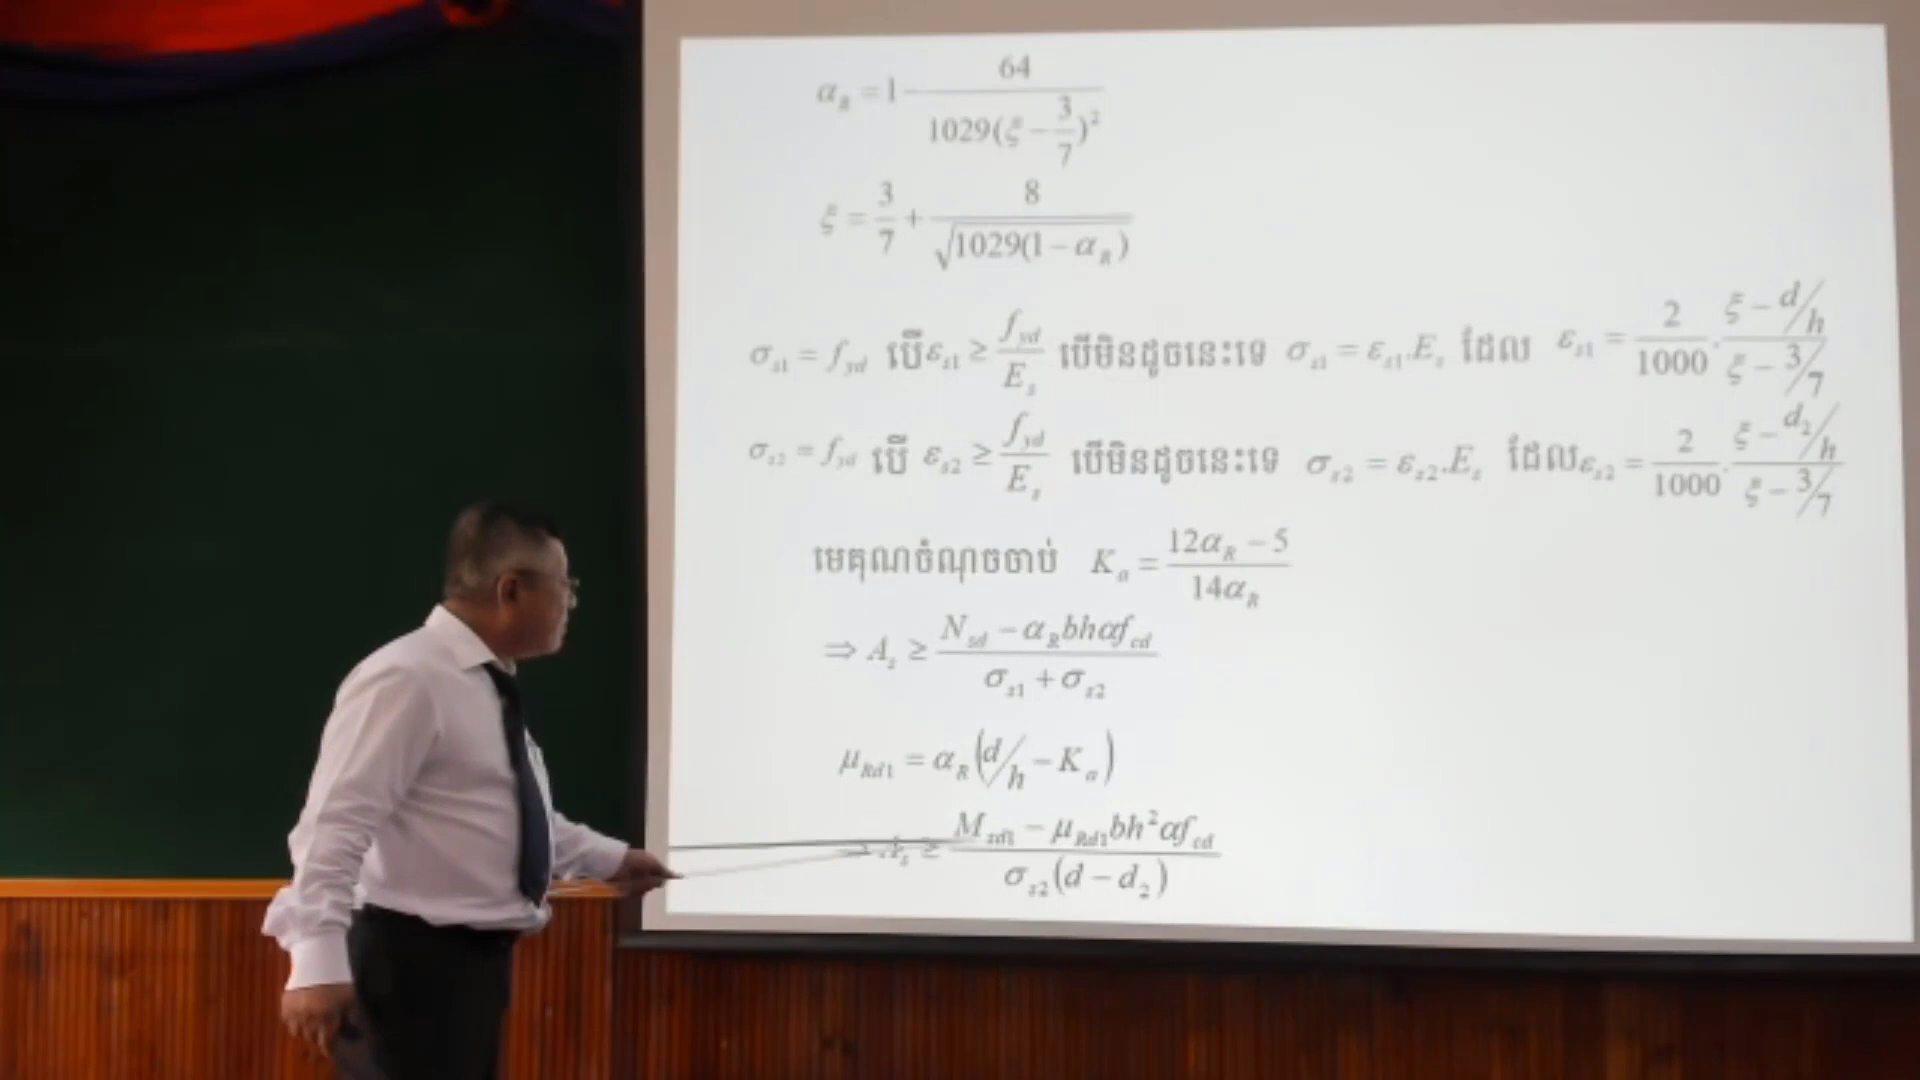 α_R = 1 - 64 / 1029(ξ - 3/7)²
ξ = 3/7 + 8 / √1029(1 - α_R)
σ_s1 = f_yd បើ ε_s1 ≥ f_yd / E_s បើមិនដូចនេះទេ σ_s1 = ε_s1.E_s ដែល ε_s1 = 2/1000 . (ξ - d/h) / (ξ - 3/7)
σ_s2 = f_yd បើ ε_s2 ≥ f_yd / E_s បើមិនដូចនេះទេ σ_s2 = ε_s2.E_s ដែល ε_s2 = 2/1000 . (ξ - d₂/h) / (ξ - 3/7)
មេគុណចំណុចចាប់ K_a = (12α_R - 5) / 14α_R
⇒ A_s ≥ (N_sd - α_R bhαf_cd) / (σ_s1 + σ_s2)
μ_Rd1 = α_R (d/h - K_a)
⇒ A_s ≥ (M_sd1 - μ_Rd1 bh²αf_cd) / σ_s2 (d - d₂)